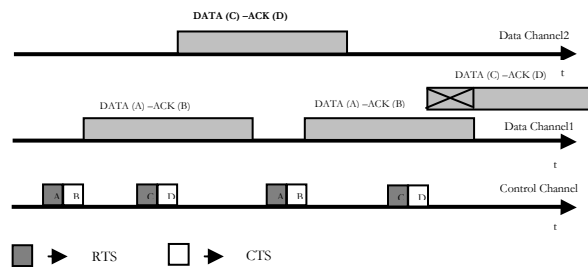 DATA (C) –ACK (D)
Data Channel2
t
DATA (C) –ACK (D)
DATA (A) –ACK (B)
DATA (A) –ACK (B)
Data Channel1
t
A B C D A B C D
Control Channel
t
RTS CTS